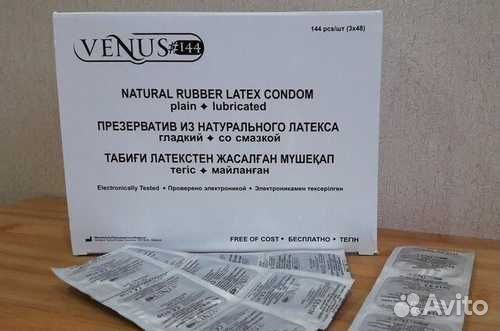 VENUS #144
144 pcs/шт (3x48)
NATURAL RUBBER LATEX CONDOM
plain ✦ lubricated
ПРЕЗЕРВАТИВ ИЗ НАТУРАЛЬНОГО ЛАТЕКСА
гладкий ✦ со смазкой
ТАБИҒИ ЛАТЕКСТЕН ЖАСАЛҒАН МҮШЕҚАП
тегіс ✦ майланған
Electronically Tested • Проверено электроникой • Электроникамен тексерілген
FREE OF COST • БЕСПЛАТНО • ТЕГІН
Avito